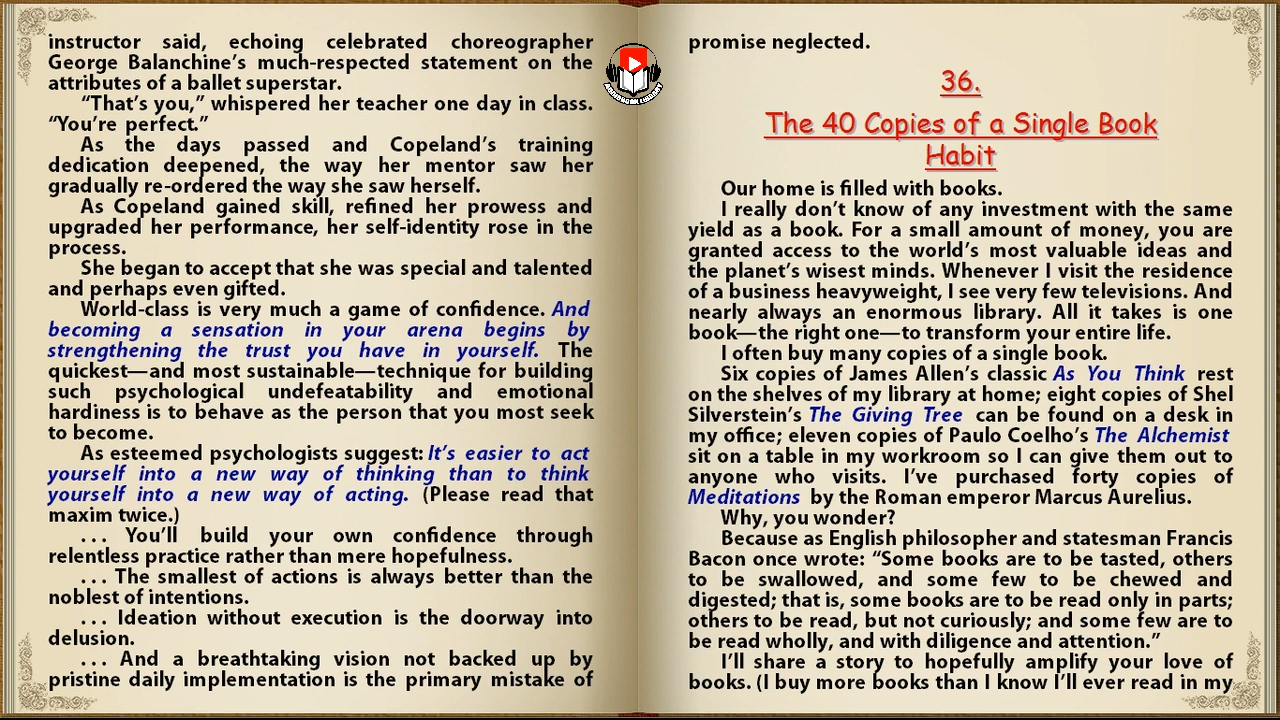 instructor said, echoing celebrated choreographer
George Balanchine’s much-respected statement on the
attributes of a ballet superstar.
“That’s you,” whispered her teacher one day in class.
“You’re perfect.”
As the days passed and Copeland’s training
dedication deepened, the way her mentor saw her
gradually re-ordered the way she saw herself.
As Copeland gained skill, refined her prowess and
upgraded her performance, her self-identity rose in the
process.
She began to accept that she was special and talented
and perhaps even gifted.
World-class is very much a game of confidence. And
becoming a sensation in your arena begins by
strengthening the trust you have in yourself. The
quickest—and most sustainable—technique for building
such psychological undefeatability and emotional
hardiness is to behave as the person that you most seek
to become.
As esteemed psychologists suggest: It’s easier to act
yourself into a new way of thinking than to think
yourself into a new way of acting. (Please read that
maxim twice.)
. . . You’ll build your own confidence through
relentless practice rather than mere hopefulness.
. . . The smallest of actions is always better than the
noblest of intentions.
. . . Ideation without execution is the doorway into
delusion.
. . . And a breathtaking vision not backed up by
pristine daily implementation is the primary mistake of
promise neglected.
36.
The 40 Copies of a Single Book
Habit
Our home is filled with books.
I really don’t know of any investment with the same
yield as a book. For a small amount of money, you are
granted access to the world’s most valuable ideas and
the planet’s wisest minds. Whenever I visit the residence
of a business heavyweight, I see very few televisions. And
nearly always an enormous library. All it takes is one
book—the right one—to transform your entire life.
I often buy many copies of a single book.
Six copies of James Allen’s classic As You Think rest
on the shelves of my library at home; eight copies of Shel
Silverstein’s The Giving Tree can be found on a desk in
my office; eleven copies of Paulo Coelho’s The Alchemist
sit on a table in my workroom so I can give them out to
anyone who visits. I’ve purchased forty copies of
Meditations by the Roman emperor Marcus Aurelius.
Why, you wonder?
Because as English philosopher and statesman Francis
Bacon once wrote: “Some books are to be tasted, others
to be swallowed, and some few to be chewed and
digested; that is, some books are to be read only in parts;
others to be read, but not curiously; and some few are to
be read wholly, and with diligence and attention.”
I’ll share a story to hopefully amplify your love of
books. (I buy more books than I know I’ll ever read in my